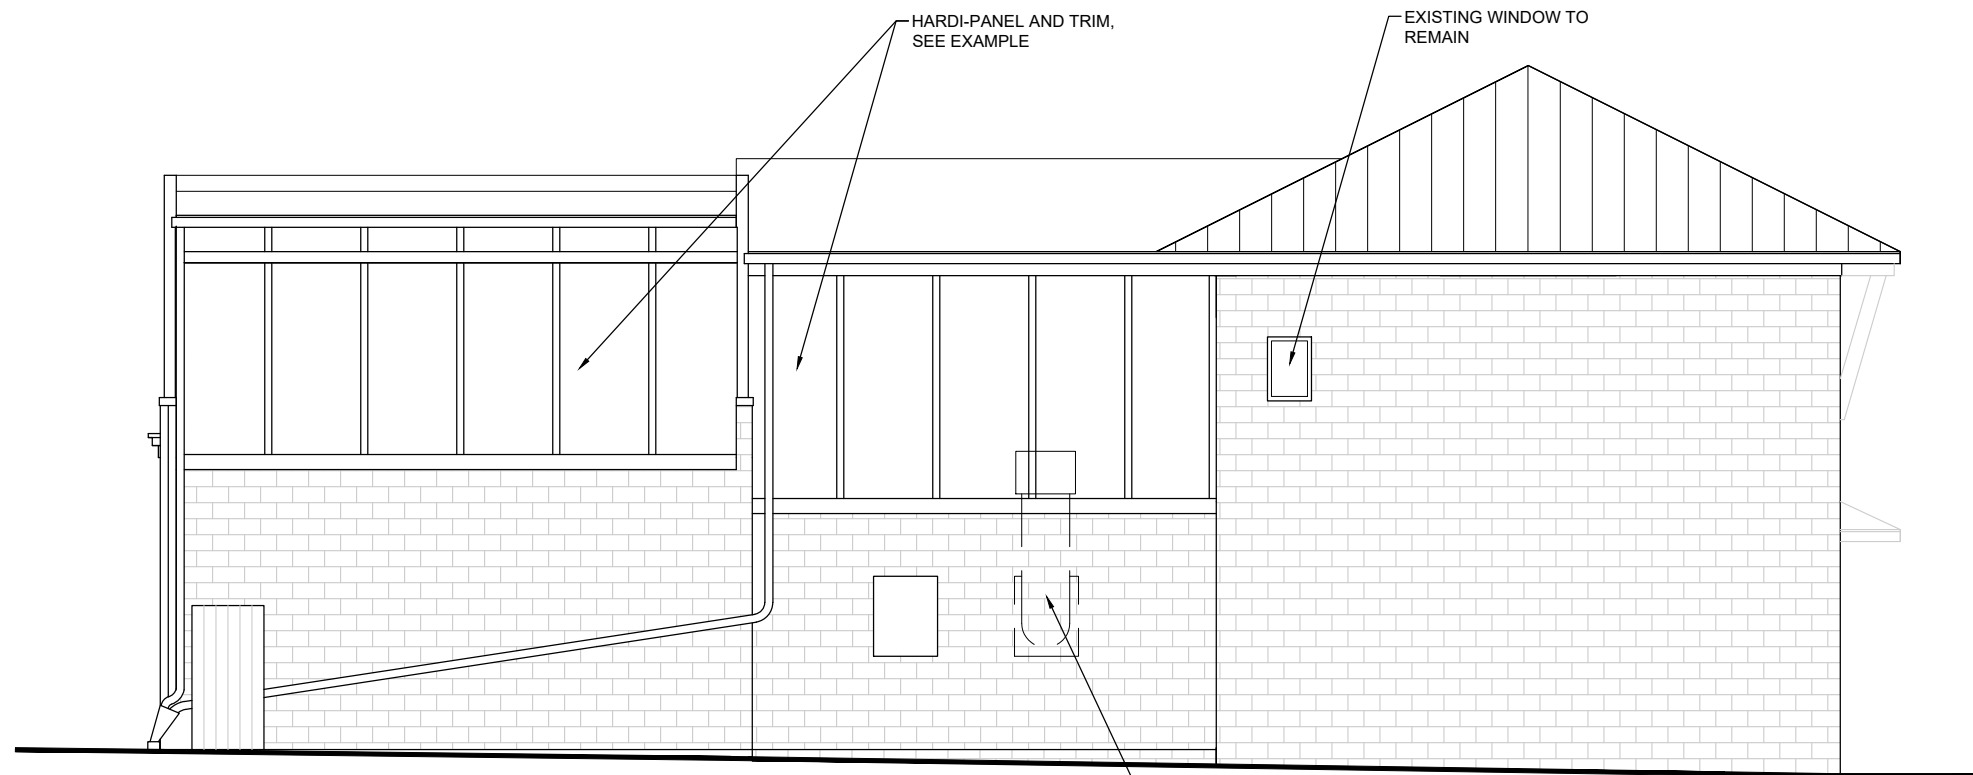 HARDI-PANEL AND TRIM,
SEE EXAMPLE
EXISTING WINDOW TO
REMAIN